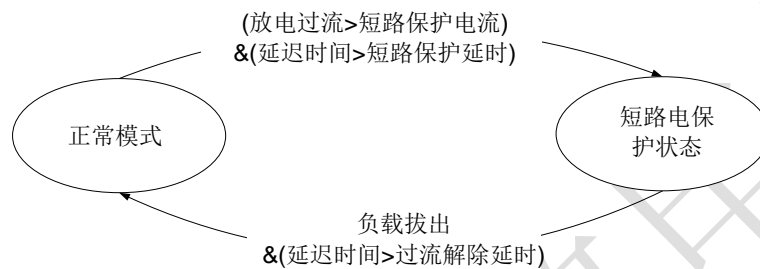 (放电过流>短路保护电流)
&(延迟时间>短路保护延时)
正常模式
短路电保
护状态
负载拔出
&(延迟时间>过流解除延时)